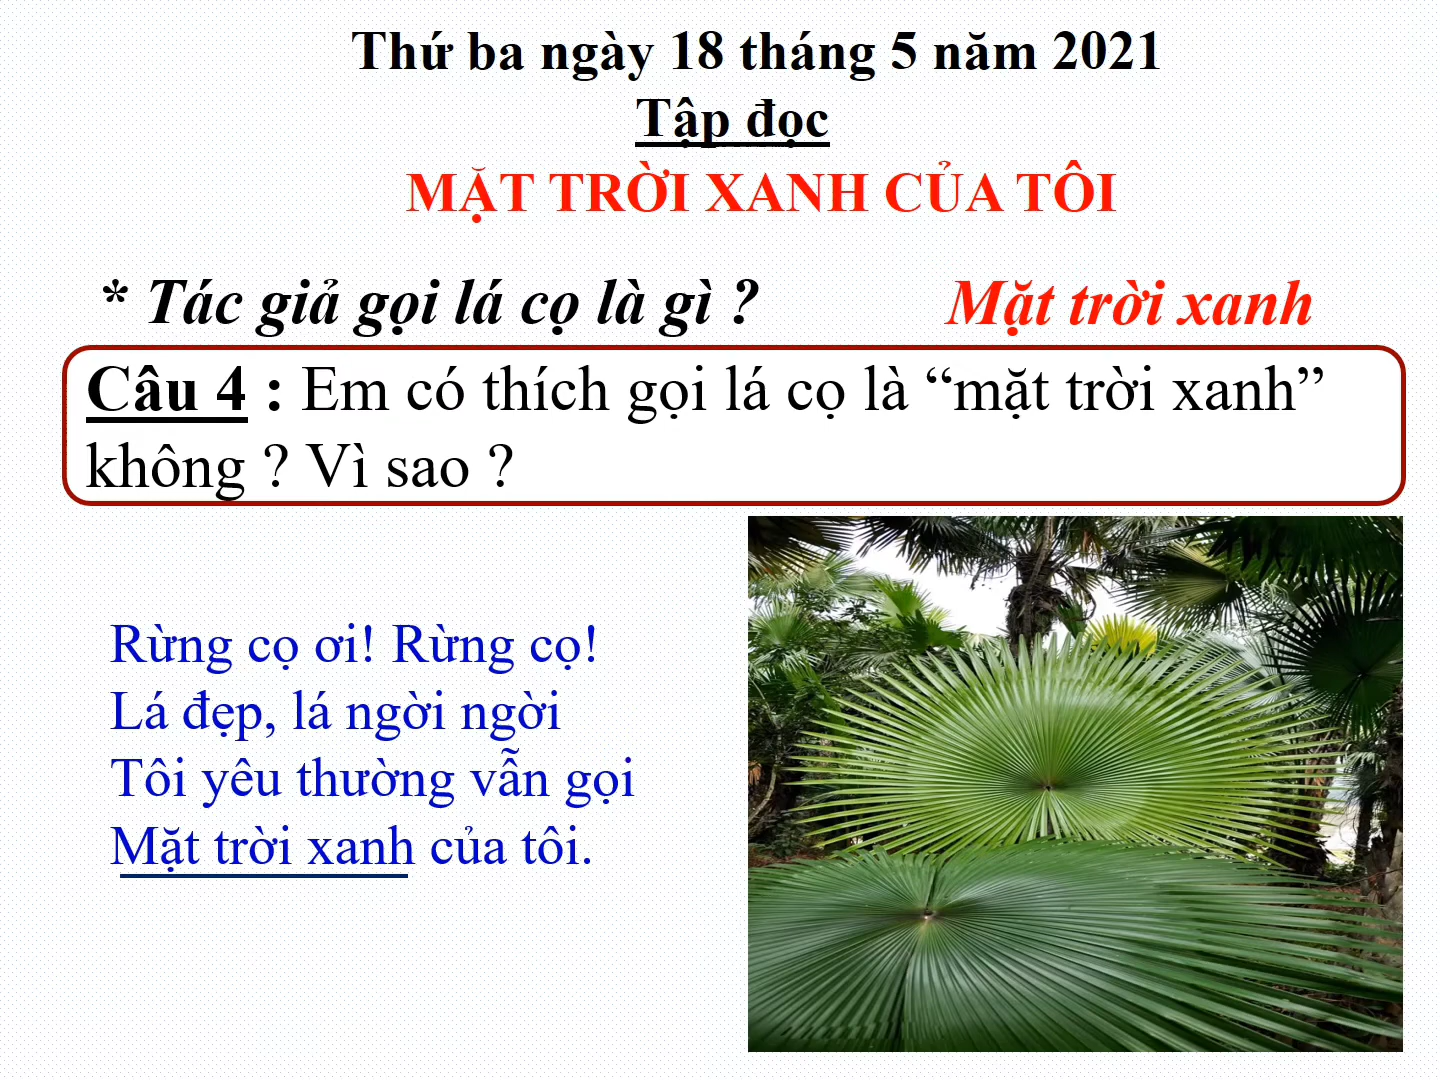 Thứ ba ngày 18 tháng 5 năm 2021
Tập đọc
MẶT TRỜI XANH CỦA TÔI
* Tác giả gọi lá cọ là gì ? Mặt trời xanh
Câu 4 : Em có thích gọi lá cọ là “mặt trời xanh”
không ? Vì sao ?
Rừng cọ ơi! Rừng cọ!
Lá đẹp, lá ngời ngời
Tôi yêu thường vẫn gọi
Mặt trời xanh của tôi.